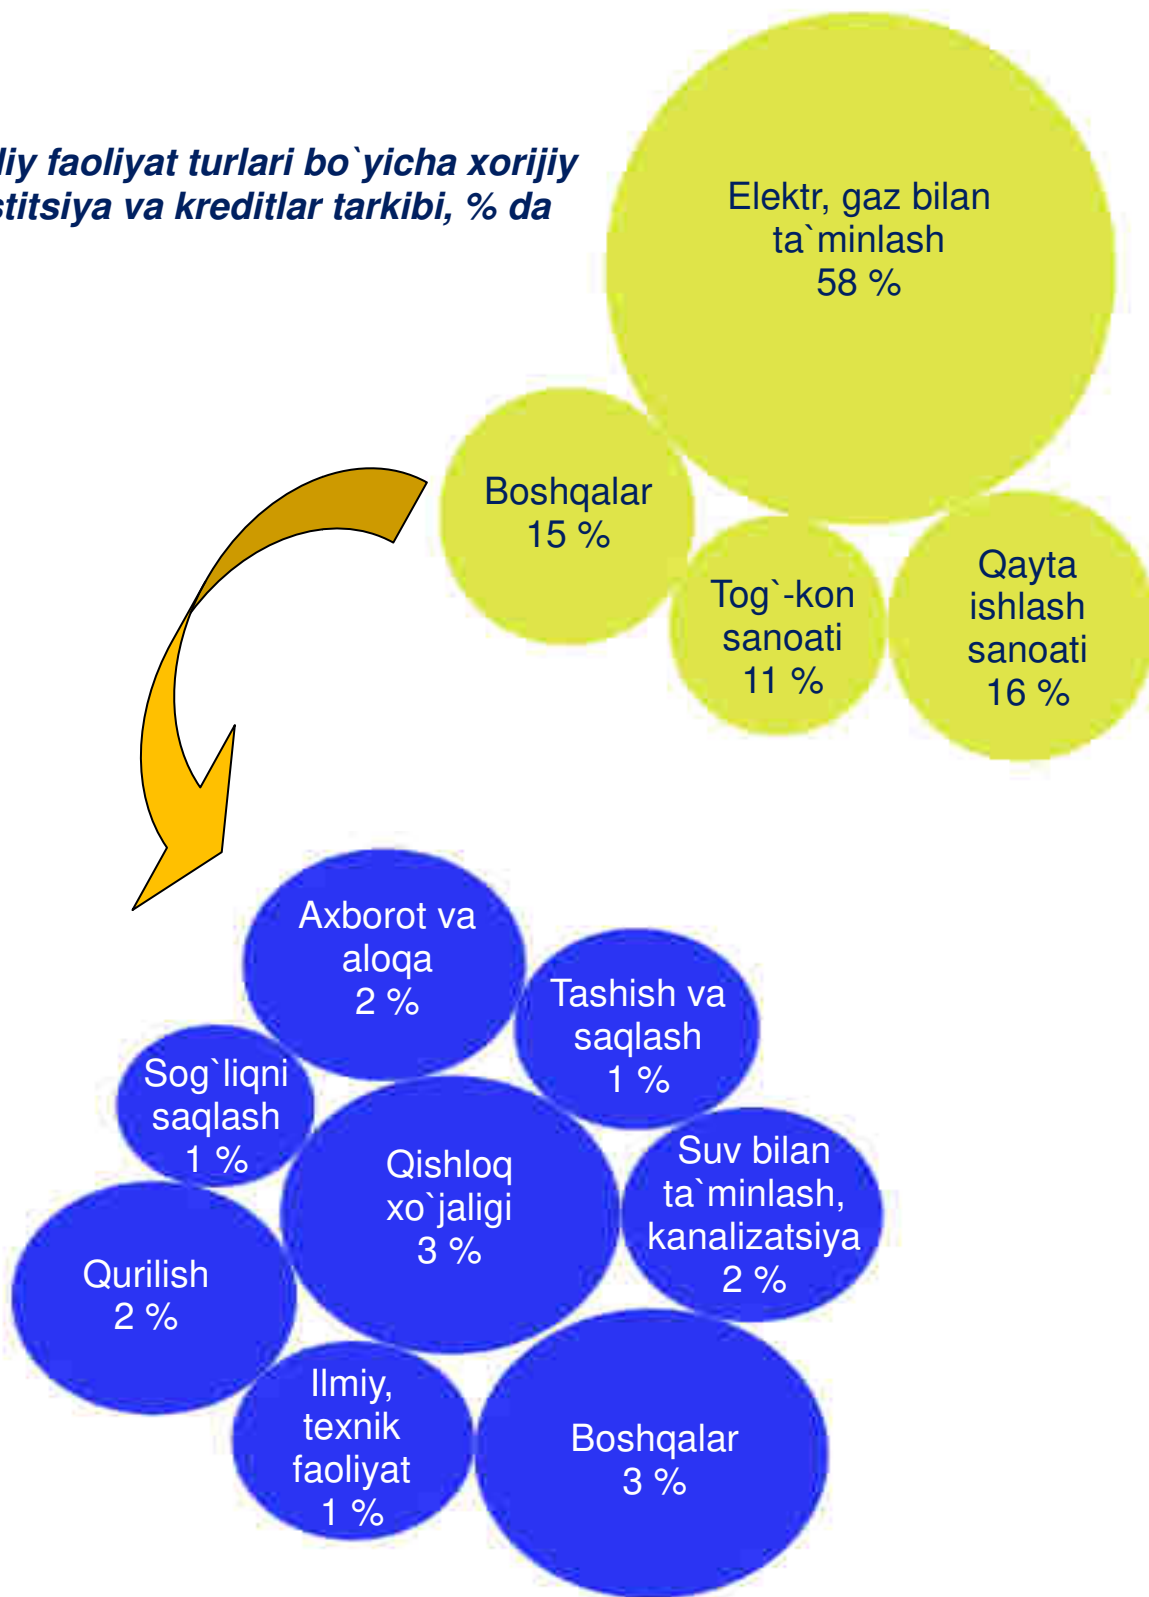 liy faoliyat turlari bo`yicha xorijiy
stitsiya va kreditlar tarkibi, % da
Elektr, gaz bilan
ta`minlash
58 %
Boshqalar
15 %
Tog`-kon
sanoati
11 %
Qayta
ishlash
sanoati
16 %
Axborot va
aloqa
2 %
Tashish va
saqlash
1 %
Sog`liqni
saqlash
1 %
Qishloq
xo`jaligi
3 %
Suv bilan
ta`minlash,
kanalizatsiya
2 %
Qurilish
2 %
Ilmiy,
texnik
faoliyat
1 %
Boshqalar
3 %